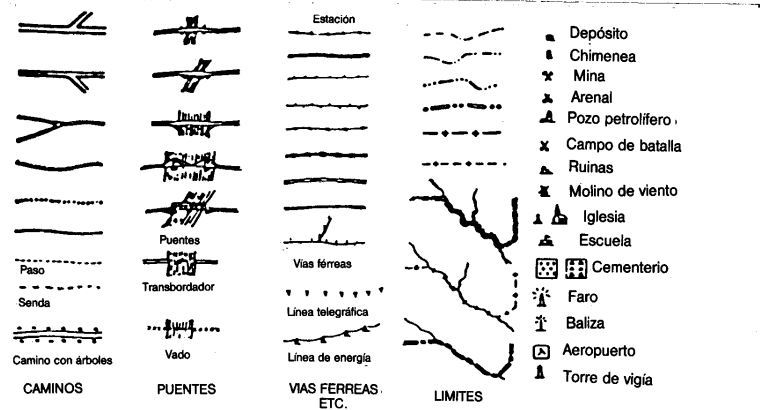 Paso
Senda
Camino con árboles
CAMINOS
Puentes
Transbordador
Vado
PUENTES
Estación
Vías férreas
Línea telegráfica
Línea de energía
VIAS FERREAS
ETC.
LIMITES
Depósito
Chimenea
Mina
Arenal
Pozo petrolífero
Campo de batalla
Ruinas
Molino de viento
Iglesia
Escuela
Cementerio
Faro
Baliza
Aeropuerto
Torre de vigía